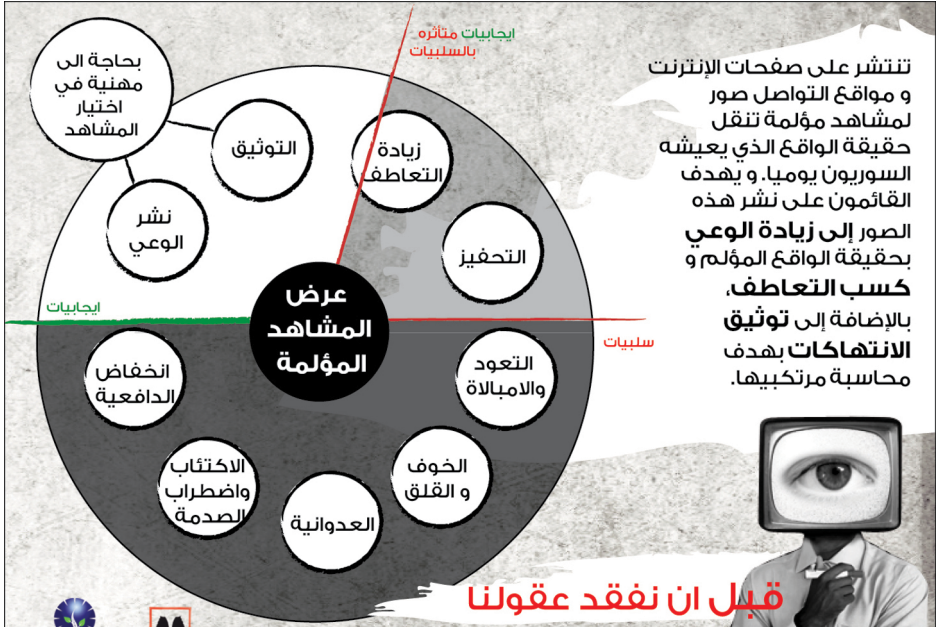 تنتشر على صفحات الإنترنت
و مواقع التواصل صور
لمشاهد مؤلمة تنقل
حقيقة الواقع الذي يعيشه
السوريون يوميا. و يهدف
القائمون على نشر هذه
الصور إلى زيادة الوعي
بحقيقة الواقع المؤلم و
كسب التعاطف،
بالإضافة إلى توثيق
الانتهاكات بهدف
محاسبة مرتكبيها.
ايجابيات متأثره
بالسلبيات
زيادة
التعاطف
التحفيز
بحاجة الى
مهنية في
اختيار
المشاهد
التوثيق
نشر
الوعي
ايجابيات
عرض
المشاهد
المؤلمة
سلبيات
التعود
والامبالاة
الخوف
و القلق
العدوانية
الاكتئاب
واضطراب
الصدمة
انخفاض
الدافعية
قبل ان نفقد عقولنا